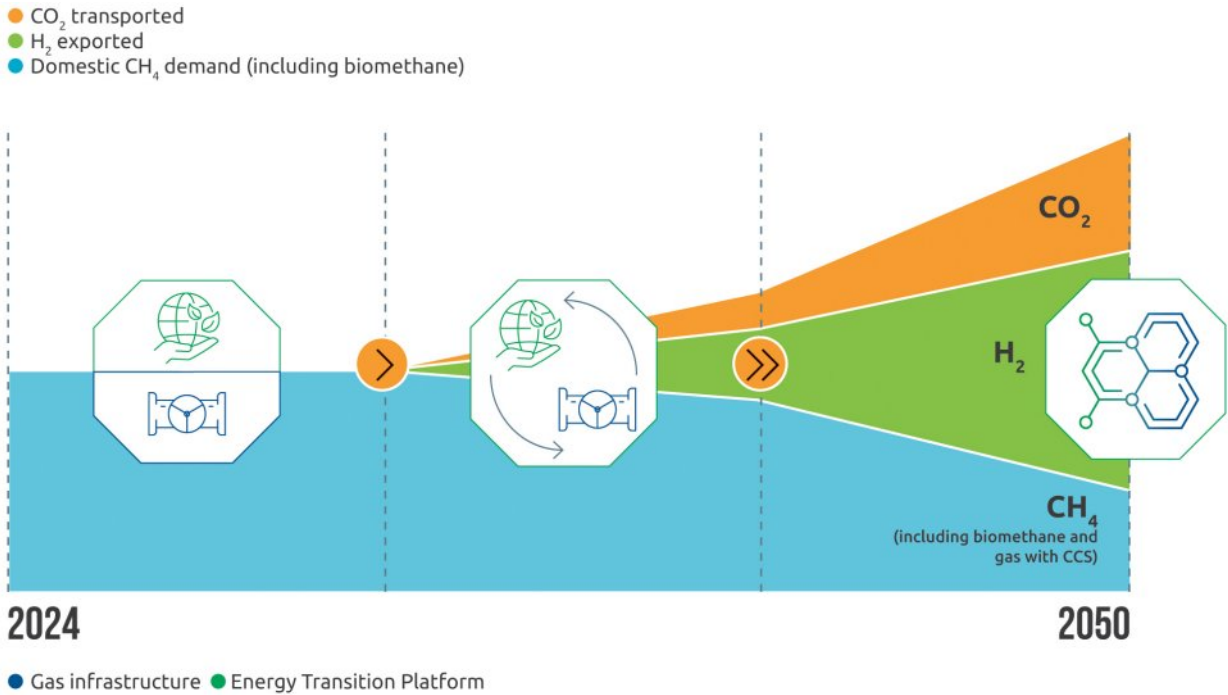 CO₂ transported
H₂ exported
Domestic CH₄ demand (including biomethane)
CO₂
H₂
CH₄
(including biomethane and
gas with CCS)
2024
2050
Gas infrastructure
Energy Transition Platform